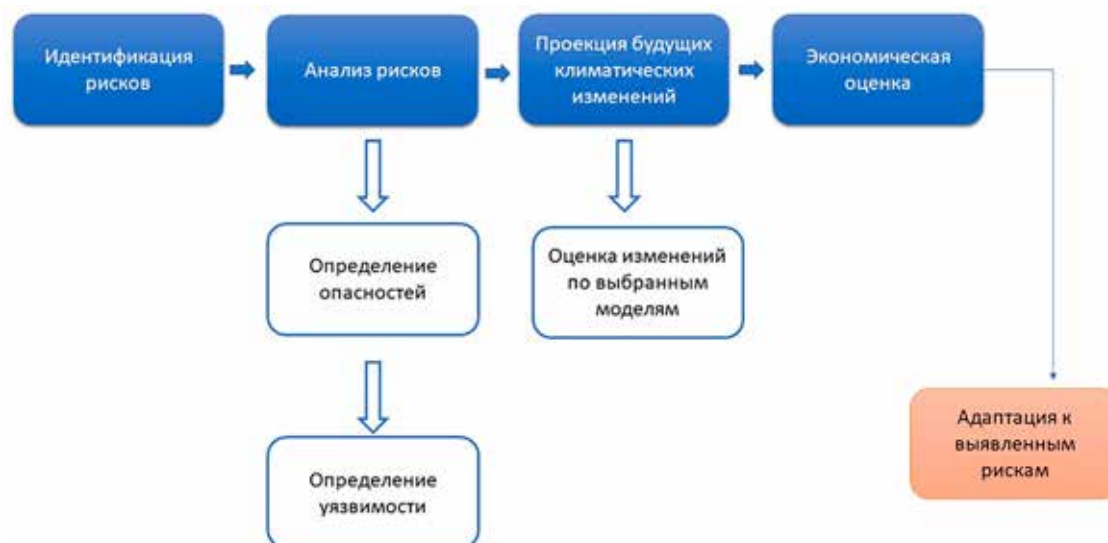 Идентификация
рисков
Анализ рисков
Проекция будущих
климатических
изменений
Экономическая
оценка
Определение
опасностей
Оценка изменений
по выбранным
моделям
Определение
уязвимости
Адаптация к
выявленным
рискам